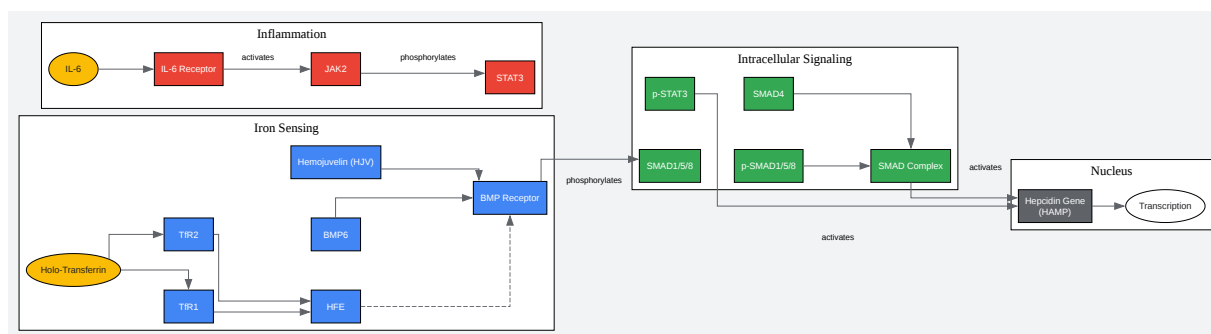 Inflammation
IL-6
IL-6 Receptor
activates
JAK2
phosphorylates
STAT3
Iron Sensing
Hemojuvelin (HJV)
BMP Receptor
BMP6
TfR2
Holo-Transferrin
TfR1
HFE
phosphorylates
Intracellular Signaling
p-STAT3
SMAD4
SMAD1/5/8
p-SMAD1/5/8
SMAD Complex
activates
activates
Nucleus
Hepcidin Gene
(HAMP)
Transcription